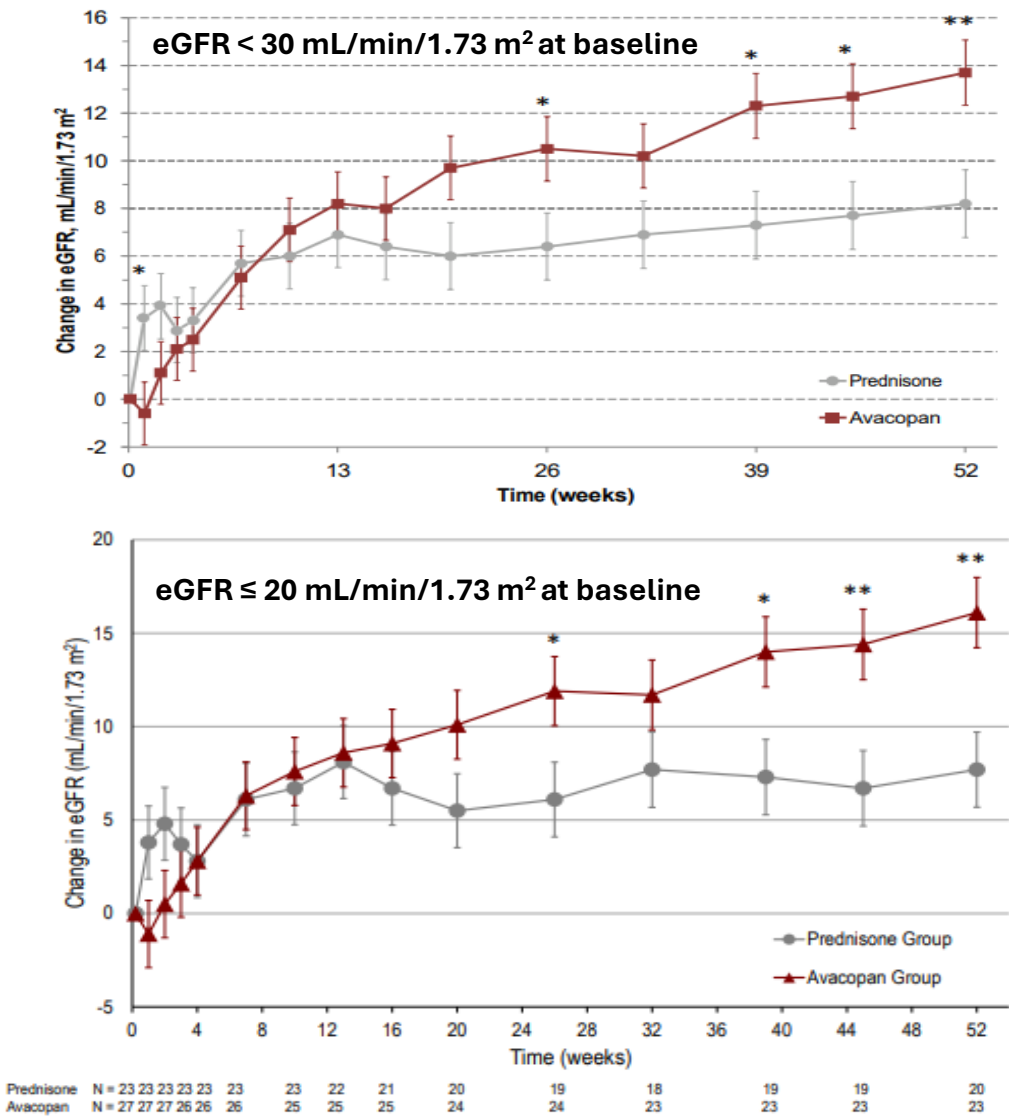 eGFR < 30 mL/min/1.73 m² at baseline
Change in eGFR, mL/min/1.73 m²
16
14
12
10
8
6
4
2
0
-2
*
*
*
*
**
Prednisone
Avacopan
0 13 26 39 52
Time (weeks)
eGFR ≤ 20 mL/min/1.73 m² at baseline
Change in eGFR (mL/min/1.73 m²)
20
15
10
5
0
-5
*
*
**
**
Prednisone Group
Avacopan Group
0 4 8 12 16 20 24 28 32 36 40 44 48 52
Time (weeks)
Prednisone N = 23 23 23 23 23 23 23 22 21 20 19 18 19 19 20
Avacopan N = 27 27 27 26 26 26 25 25 25 24 24 23 23 23 23